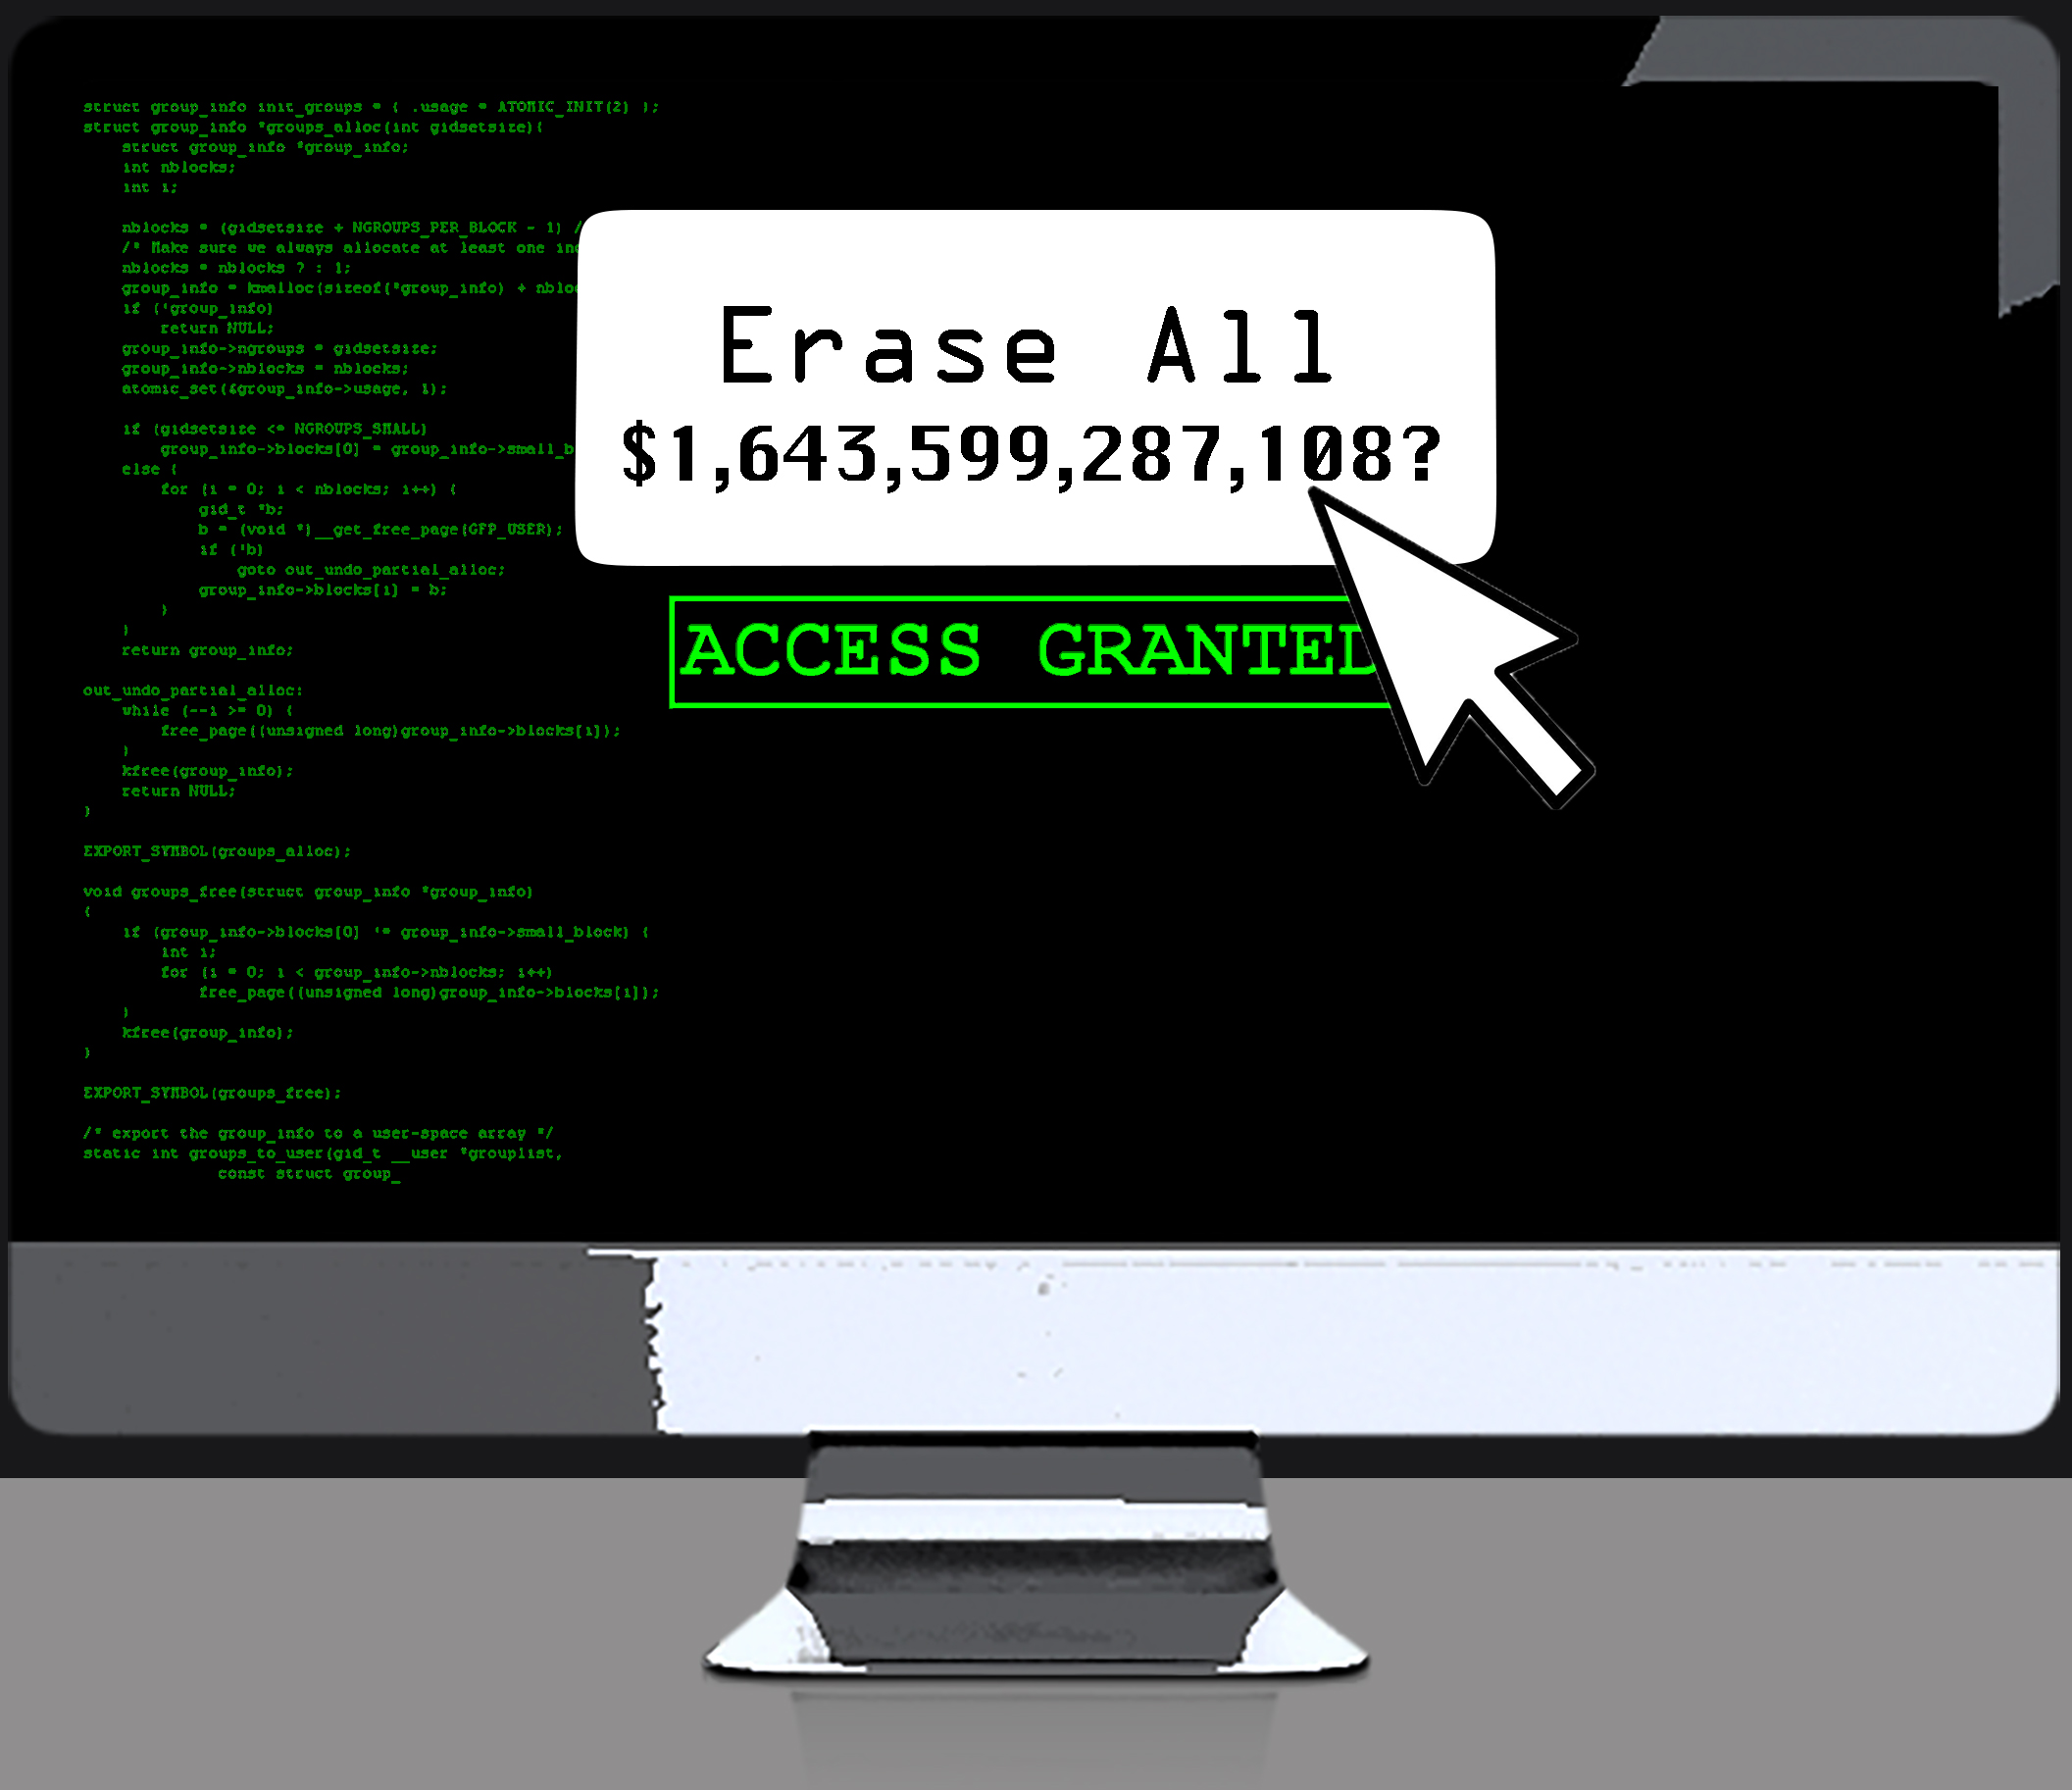 struct group_info init_groups = { .usage = ATOMIC_INIT(2) };
struct group_info *groups_alloc(int gidsetsize){
    struct group_info *group_info;
    int nblocks;
    int i;
    nblocks = (gidsetsize + NGROUPS_PER_BLOCK - 1) /
    /* Make sure we always allocate at least one
    nblocks = nblocks ? : 1;
    group_info = kmalloc(sizeof(*group_info) +
    if (!group_info)
        return NULL;
    group_info->ngroups = gidsetsize;
    group_info->nblocks = nblocks;
    atomic_set(&group_info->usage, 1);
    if (gidsetsize <= NGROUPS_SMALL)
        group_info->blocks[0] = group_info->small_b
    else {
        for (i = 0; i < nblocks; i++) {
            gid_t *b;
            b = (void *)__get_free_page(GFP_USER);
            if (!b)
                goto out_undo_partial_alloc;
            group_info->blocks[i] = b;
        }
    }
    return group_info;
out_undo_partial_alloc:
    while (--i >= 0) {
        free_page((unsigned long)group_info->blocks[i]);
    }
    kfree(group_info);
    return NULL;
}
EXPORT_SYMBOL(groups_alloc);
void groups_free(struct group_info *group_info)
{
    if (group_info->blocks[0] != group_info->small_block) {
        int i;
        for (i = 0; i < group_info->nblocks; i++)
            free_page((unsigned long)group_info->blocks[i]);
    }
    kfree(group_info);
}
EXPORT_SYMBOL(groups_free);
/* export the group_info to a user-space array */
static int groups_to_user(gid_t __user *grouplist,
              const struct group_
Erase All
$1,643,599,287,108?
ACCESS GRANTED